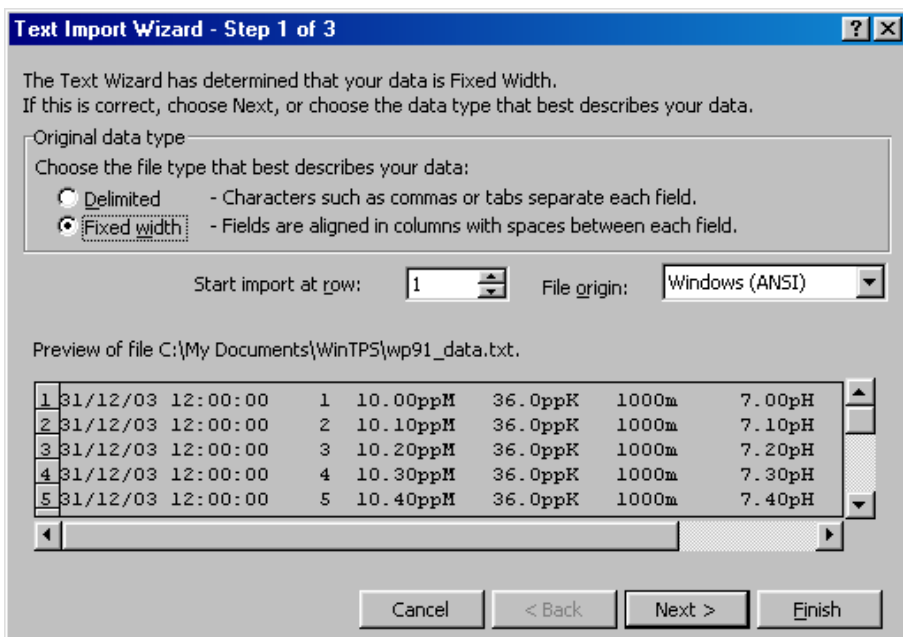 Text Import Wizard - Step 1 of 3
The Text Wizard has determined that your data is Fixed Width.
If this is correct, choose Next, or choose the data type that best describes your data.
Original data type
Choose the file type that best describes your data:
Delimited - Characters such as commas or tabs separate each field.
Fixed width - Fields are aligned in columns with spaces between each field.
Start import at row: 1 File origin: Windows (ANSI)
Preview of file C:\My Documents\WinTPS\wp91_data.txt.
1 31/12/03 12:00:00 1 10.00ppM 36.0ppK 1000m 7.00pH
2 31/12/03 12:00:00 2 10.10ppM 36.0ppK 1000m 7.10pH
3 31/12/03 12:00:00 3 10.20ppM 36.0ppK 1000m 7.20pH
4 31/12/03 12:00:00 4 10.30ppM 36.0ppK 1000m 7.30pH
5 31/12/03 12:00:00 5 10.40ppM 36.0ppK 1000m 7.40pH
Cancel < Back Next > Finish